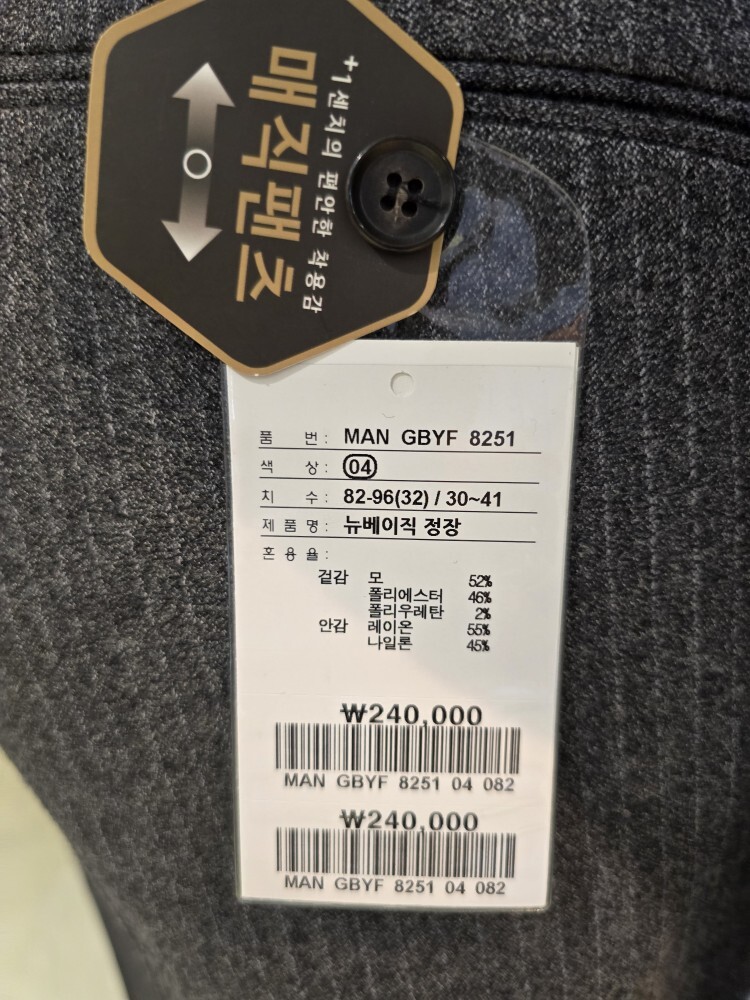 +1센치의 편안한 착용감
매직팬츠
품 번 : MAN GBYF 8251
색 상 : 04
치 수 : 82-96(32) / 30~41
제 품 명 : 뉴베이직 정장
혼 용 율 :
겉감 모 52%
폴리에스터 46%
폴리우레탄 2%
안감 레이온 55%
나일론 45%
₩240,000
MAN GBYF 8251 04 082
₩240,000
MAN GBYF 8251 04 082